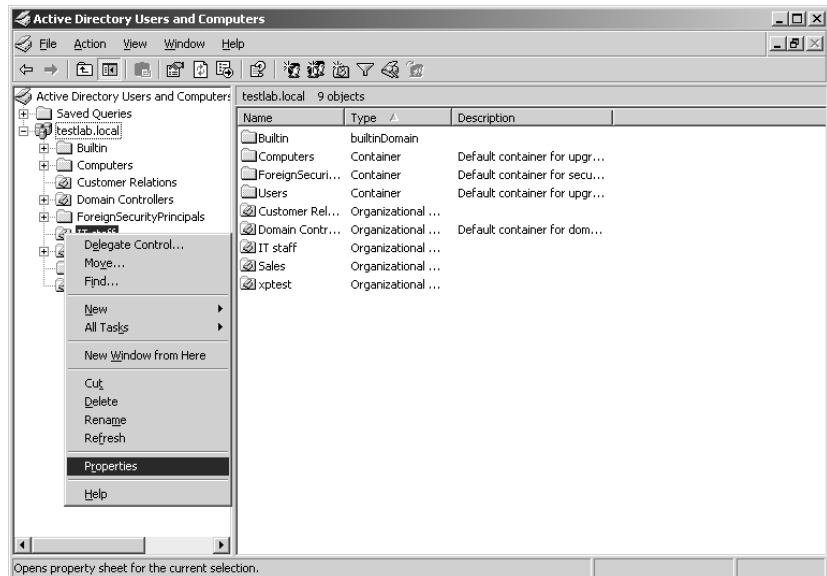 Active Directory Users and Computers
File Action View Window Help
Active Directory Users and Computers
testlab.local 9 objects
Saved Queries
testlab.local
Builtin
Computers
Customer Relations
Domain Controllers
ForeignSecurityPrincipals
IT staff
Delegate Control...
Move...
Find...
New
All Tasks
New Window from Here
Cut
Delete
Rename
Refresh
Properties
Help
Name Type Description
Builtin builtinDomain
Computers Container Default container for upgr...
ForeignSecuri... Container Default container for secu...
Users Container Default container for upgr...
Customer Rel... Organizational ...
Domain Contr... Organizational ... Default container for dom...
IT staff Organizational ...
Sales Organizational ...
xptest Organizational ...
Opens property sheet for the current selection.